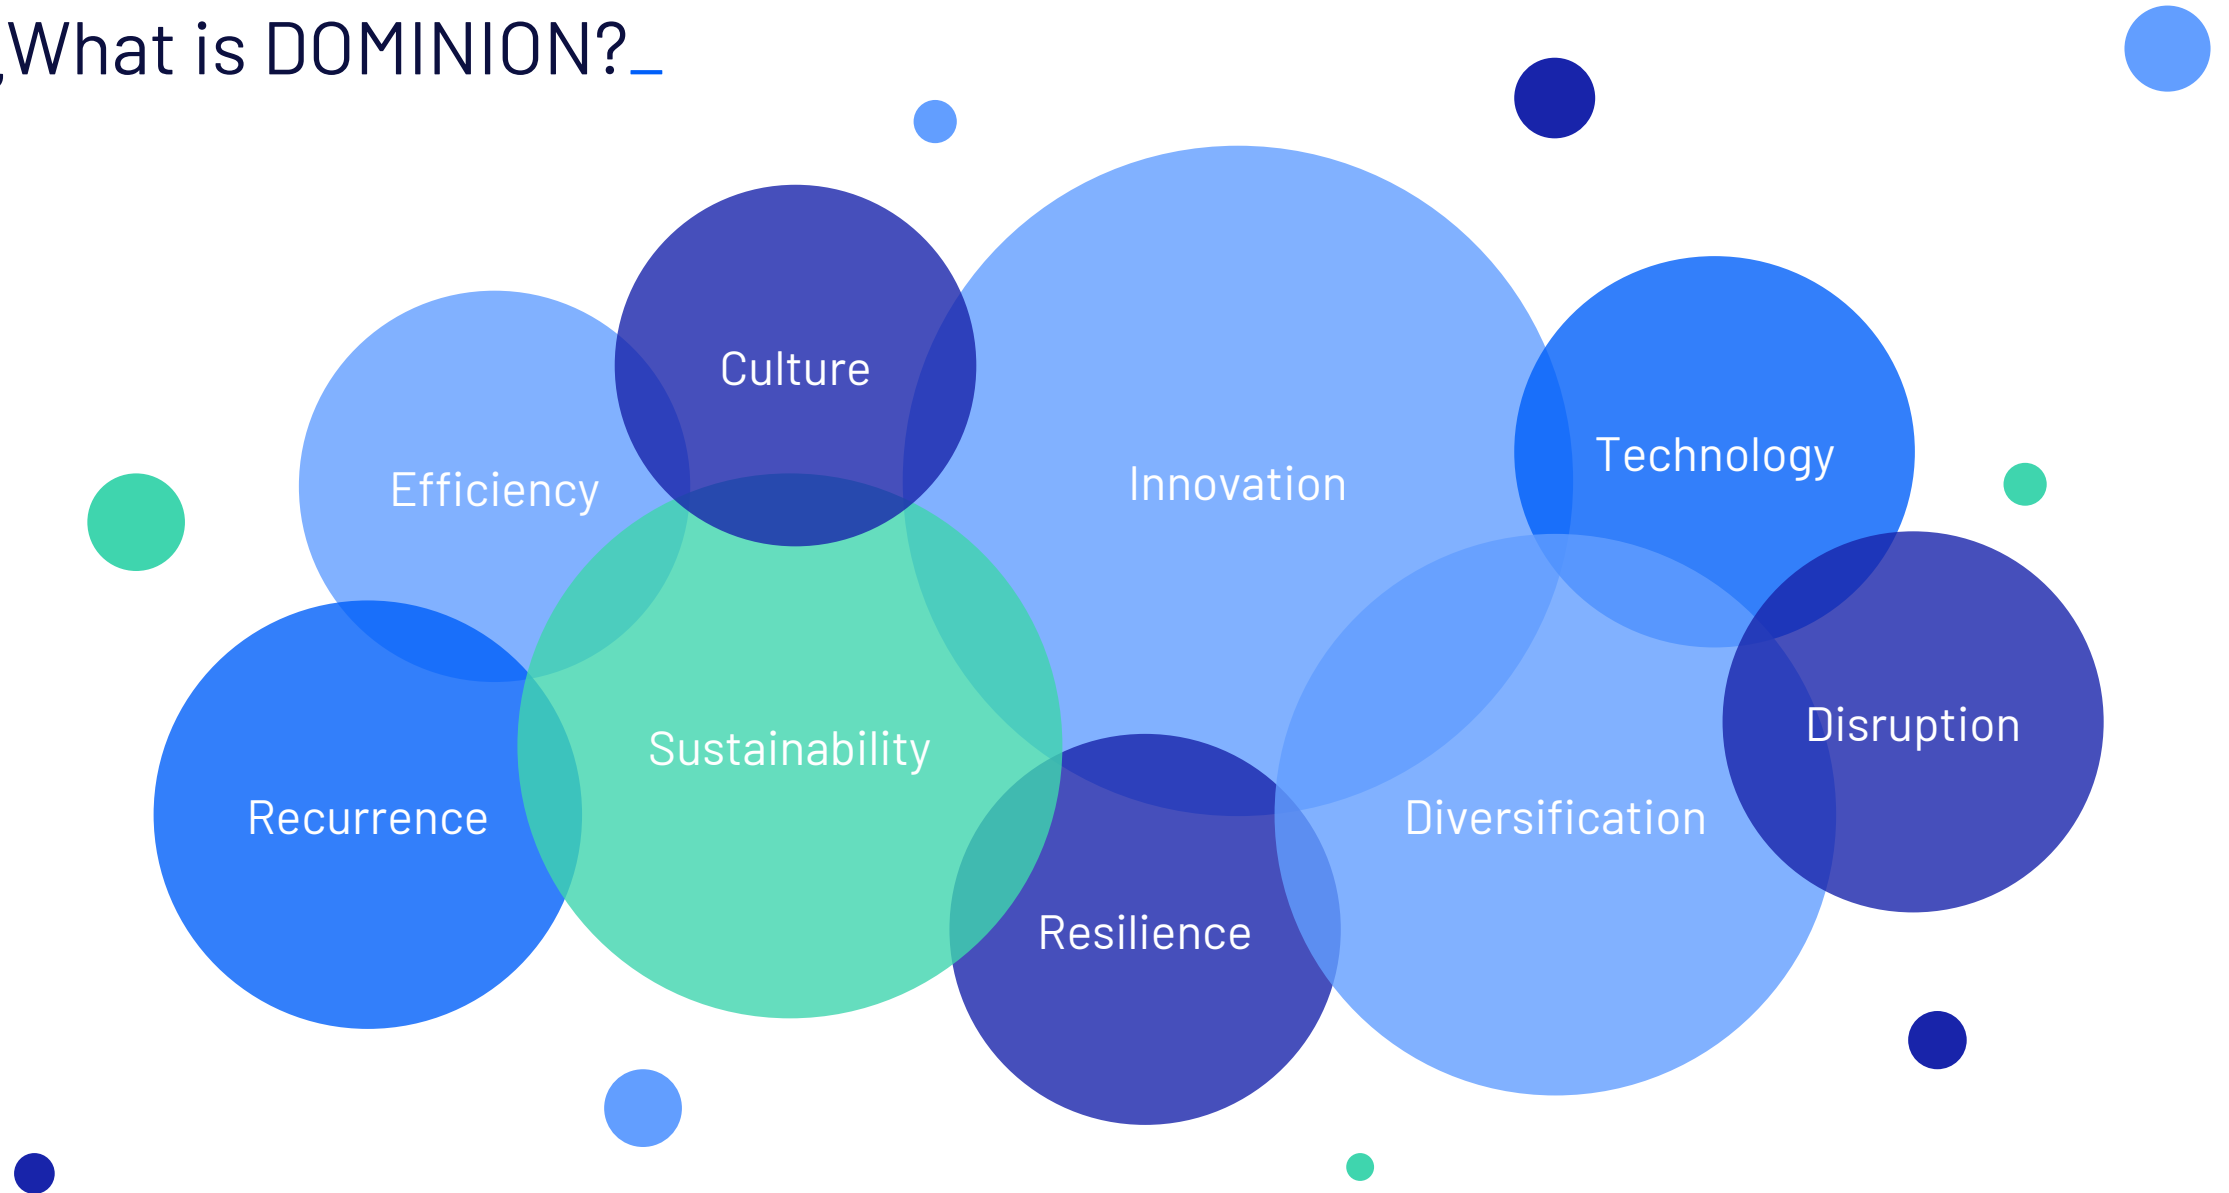 ¿What is DOMINION?_
Culture
Efficiency
Innovation
Technology
Sustainability
Disruption
Recurrence
Diversification
Resilience